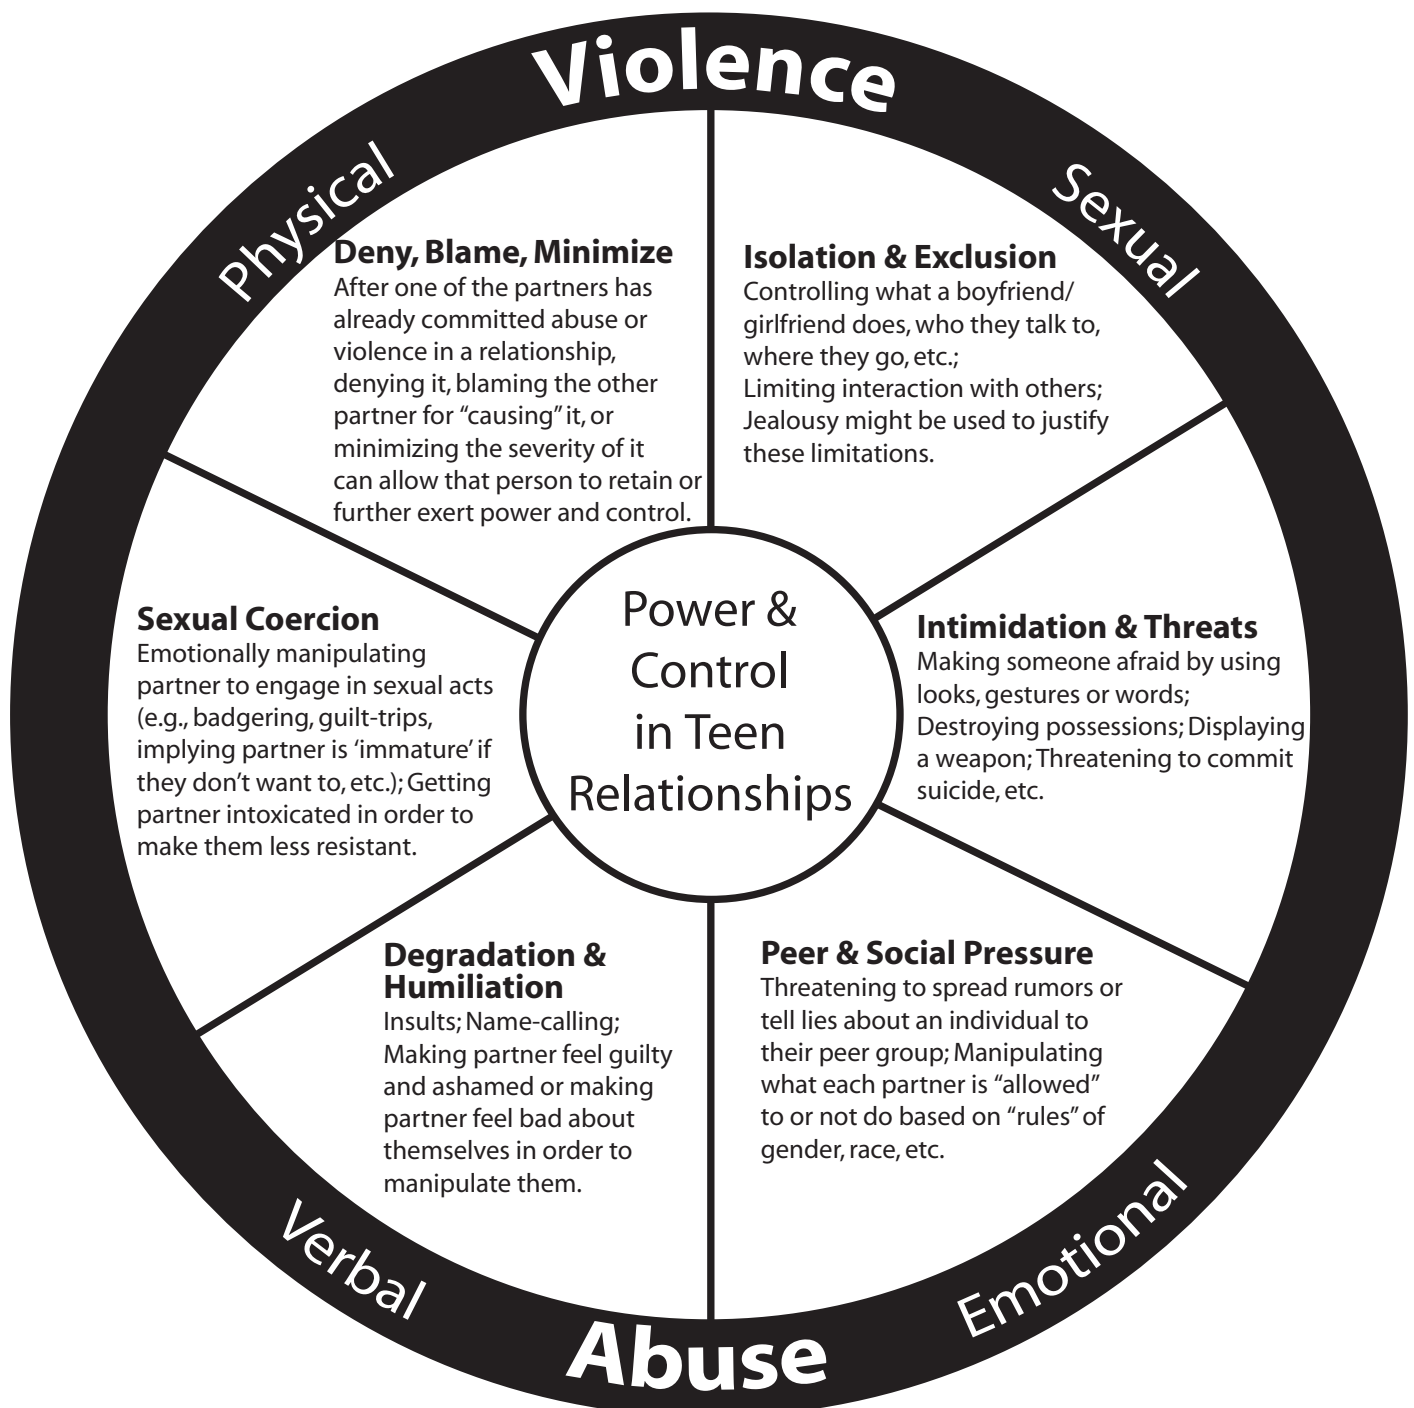 Violence
Physical
Sexual
Deny, Blame, Minimize
After one of the partners has
already committed abuse or
violence in a relationship,
denying it, blaming the other
partner for “causing” it, or
minimizing the severity of it
can allow that person to retain or
further exert power and control.
Isolation & Exclusion
Controlling what a boyfriend/
girlfriend does, who they talk to,
where they go, etc.;
Limiting interaction with others;
Jealousy might be used to justify
these limitations.
Sexual Coercion
Emotionally manipulating
partner to engage in sexual acts
(e.g., badgering, guilt-trips,
implying partner is ‘immature’ if
they don’t want to, etc.); Getting
partner intoxicated in order to
make them less resistant.
Power &
Control
in Teen
Relationships
Intimidation & Threats
Making someone afraid by using
looks, gestures or words;
Destroying possessions; Displaying
a weapon; Threatening to commit
suicide, etc.
Degradation &
Humiliation
Insults; Name-calling;
Making partner feel guilty
and ashamed or making
partner feel bad about
themselves in order to
manipulate them.
Peer & Social Pressure
Threatening to spread rumors or
tell lies about an individual to
their peer group; Manipulating
what each partner is “allowed”
to or not do based on “rules” of
gender, race, etc.
Verbal
Emotional
Abuse